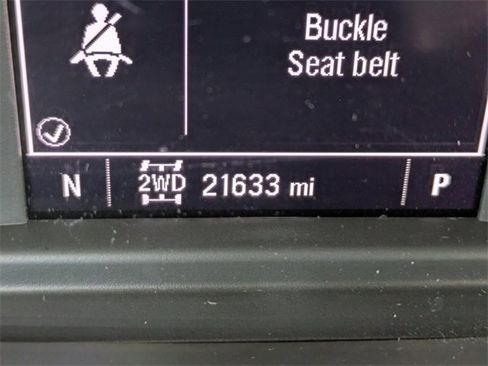 Buckle
Seat belt
N 2WD 21633 mi P